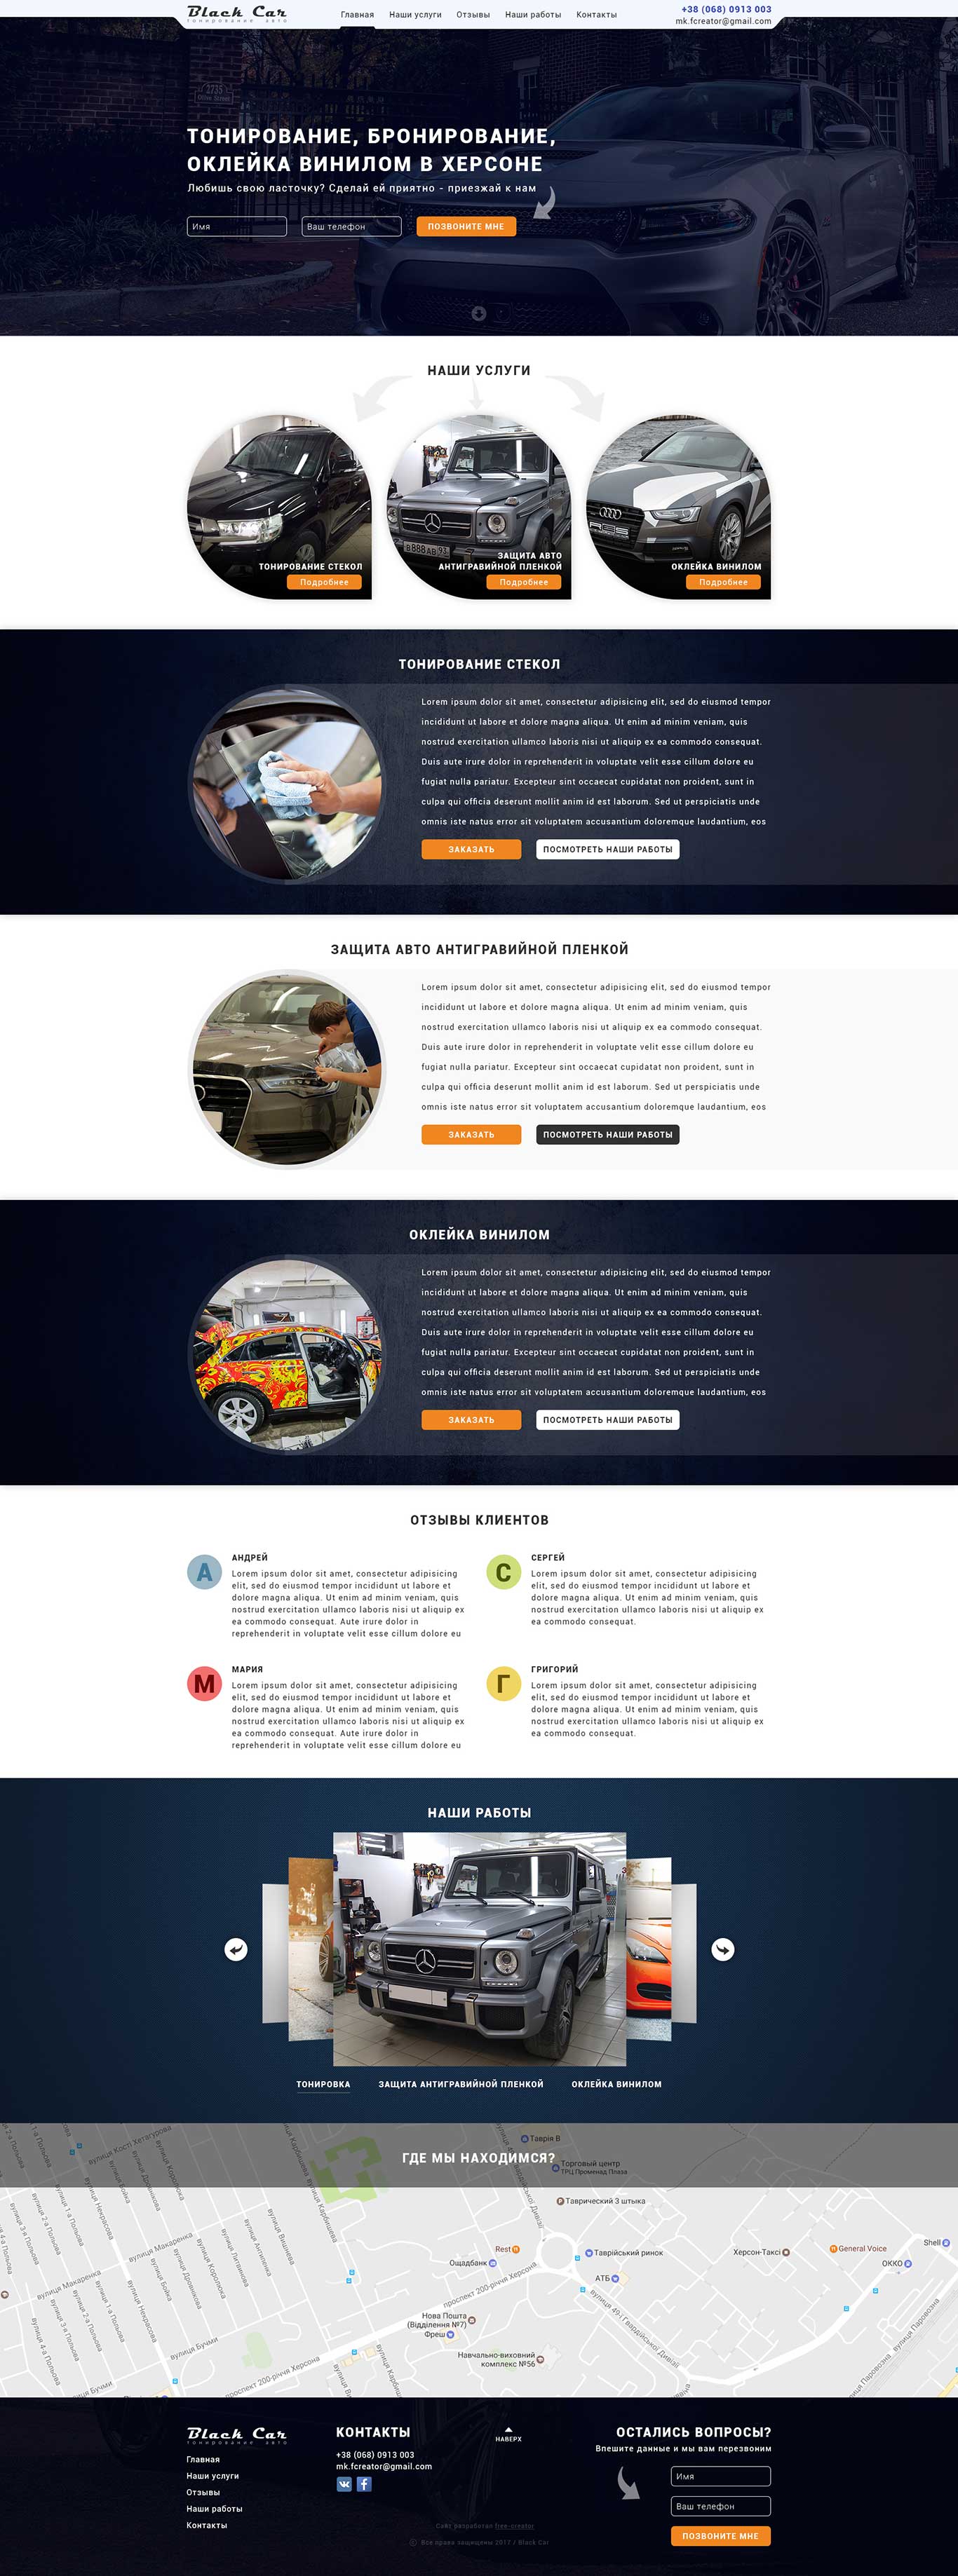 Black Car
тонирование авто
Главная Наши услуги Отзывы Наши работы Контакты
+38 (068) 0913 003
mk.fcreator@gmail.com
2735
ТОНИРОВАНИЕ, БРОНИРОВАНИЕ,
ОКЛЕЙКА ВИНИЛОМ В ХЕРСОНЕ
Любишь свою ласточку? Сделай ей приятно - приезжай к нам
Имя Ваш телефон ПОЗВОНИТЕ МНЕ
НАШИ УСЛУГИ
ТОНИРОВАНИЕ СТЕКОЛ
Подробнее
В888АВ 93
ЗАЩИТА АВТО
АНТИГРАВИЙНОЙ ПЛЕНКОЙ
Подробнее
ОКЛЕЙКА ВИНИЛОМ
Подробнее
ТОНИРОВАНИЕ СТЕКОЛ
Lorem ipsum dolor sit amet, consectetur adipisicing elit, sed do eiusmod tempor
incididunt ut labore et dolore magna aliqua. Ut enim ad minim veniam, quis
nostrud exercitation ullamco laboris nisi ut aliquip ex ea commodo consequat.
Duis aute irure dolor in reprehenderit in voluptate velit esse cillum dolore eu
fugiat nulla pariatur. Excepteur sint occaecat cupidatat non proident, sunt in
culpa qui officia deserunt mollit anim id est laborum. Sed ut perspiciatis unde
omnis iste natus error sit voluptatem accusantium doloremque laudantium, eos
ЗАКАЗАТЬ ПОСМОТРЕТЬ НАШИ РАБОТЫ
ЗАЩИТА АВТО АНТИГРАВИЙНОЙ ПЛЕНКОЙ
Lorem ipsum dolor sit amet, consectetur adipisicing elit, sed do eiusmod tempor
incididunt ut labore et dolore magna aliqua. Ut enim ad minim veniam, quis
nostrud exercitation ullamco laboris nisi ut aliquip ex ea commodo consequat.
Duis aute irure dolor in reprehenderit in voluptate velit esse cillum dolore eu
fugiat nulla pariatur. Excepteur sint occaecat cupidatat non proident, sunt in
culpa qui officia deserunt mollit anim id est laborum. Sed ut perspiciatis unde
omnis iste natus error sit voluptatem accusantium doloremque laudantium, eos
ЗАКАЗАТЬ ПОСМОТРЕТЬ НАШИ РАБОТЫ
ОКЛЕЙКА ВИНИЛОМ
Lorem ipsum dolor sit amet, consectetur adipisicing elit, sed do eiusmod tempor
incididunt ut labore et dolore magna aliqua. Ut enim ad minim veniam, quis
nostrud exercitation ullamco laboris nisi ut aliquip ex ea commodo consequat.
Duis aute irure dolor in reprehenderit in voluptate velit esse cillum dolore eu
fugiat nulla pariatur. Excepteur sint occaecat cupidatat non proident, sunt in
culpa qui officia deserunt mollit anim id est laborum. Sed ut perspiciatis unde
omnis iste natus error sit voluptatem accusantium doloremque laudantium, eos
ЗАКАЗАТЬ ПОСМОТРЕТЬ НАШИ РАБОТЫ
ОТЗЫВЫ КЛИЕНТОВ
А
АНДРЕЙ
Lorem ipsum dolor sit amet, consectetur adipisicing
elit, sed do eiusmod tempor incididunt ut labore et
dolore magna aliqua. Ut enim ad minim veniam, quis
nostrud exercitation ullamco laboris nisi ut aliquip ex
ea commodo consequat. Aute irure dolor in
reprehenderit in voluptate velit esse cillum dolore eu
С
СЕРГЕЙ
Lorem ipsum dolor sit amet, consectetur adipisicing
elit, sed do eiusmod tempor incididunt ut labore et
dolore magna aliqua. Ut enim ad minim veniam, quis
nostrud exercitation ullamco laboris nisi ut aliquip ex
ea commodo consequat.
М
МАРИЯ
Lorem ipsum dolor sit amet, consectetur adipisicing
elit, sed do eiusmod tempor incididunt ut labore et
dolore magna aliqua. Ut enim ad minim veniam, quis
nostrud exercitation ullamco laboris nisi ut aliquip ex
ea commodo consequat. Aute irure dolor in
reprehenderit in voluptate velit esse cillum dolore eu
Г
ГРИГОРИЙ
Lorem ipsum dolor sit amet, consectetur adipisicing
elit, sed do eiusmod tempor incididunt ut labore et
dolore magna aliqua. Ut enim ad minim veniam, quis
nostrud exercitation ullamco laboris nisi ut aliquip ex
ea commodo consequat.
НАШИ РАБОТЫ
ТОНИРОВКА ЗАЩИТА АНТИГРАВИЙНОЙ ПЛЕНКОЙ ОКЛЕЙКА ВИНИЛОМ
ГДЕ МЫ НАХОДИМСЯ?
Таврія В
Торговый центр
ТРЦ Променад Плаза
Таврический 3 штыка
вулиця Кості Хетагурова
вулиця Карбишева
вулиця Некрасова
вулиця Макаренка
вулиця Вишнева
Rest
Ощадбанк
Таврійський ринок
АТБ
Херсон-Таксі
General Voice
Shell
ОККО
проспект 200-річчя Херсона
вулиця 49-ї Гвардійської Дивізії
Нова Пошта
(Відділення №7)
Фреш
Навчально-виховний
комплекс №56
вулиця Бучми
вулиця Паровозна
Black Car
тонирование авто
Главная
Наши услуги
Отзывы
Наши работы
Контакты
КОНТАКТЫ
+38 (068) 0913 003
mk.fcreator@gmail.com
НАВЕРХ
Сайт разработал free-creator
© Все права защищены 2017 / Black Car
ОСТАЛИСЬ ВОПРОСЫ?
Впешите данные и мы вам перезвоним
Имя
Ваш телефон
ПОЗВОНИТЕ МНЕ